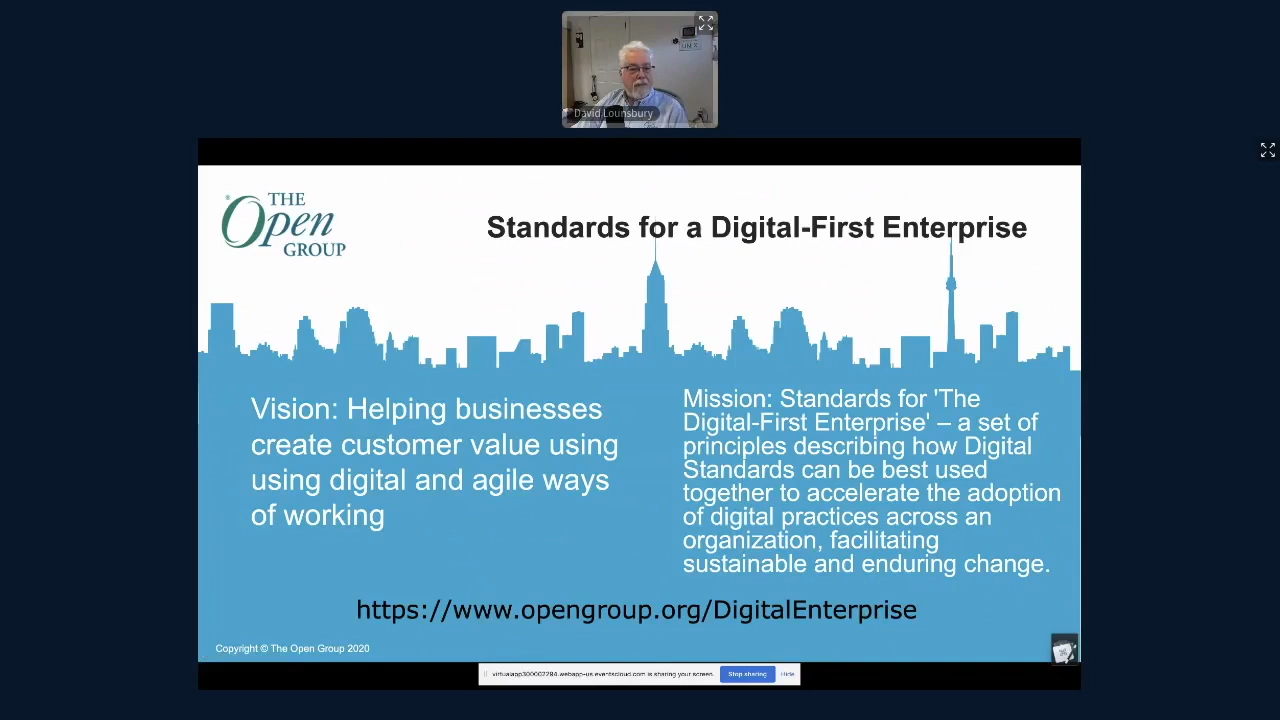 UNIX
David Lounsbury
THE
Open
GROUP
®
Standards for a Digital-First Enterprise
Vision: Helping businesses
create customer value using
using digital and agile ways
of working
Mission: Standards for 'The
Digital-First Enterprise' – a set of
principles describing how Digital
Standards can be best used
together to accelerate the adoption
of digital practices across an
organization, facilitating
sustainable and enduring change.
https://www.opengroup.org/DigitalEnterprise
Copyright © The Open Group 2020
virtualapp300002294.webapp-us.eventscloud.com is sharing your screen.
Stop sharing
Hide